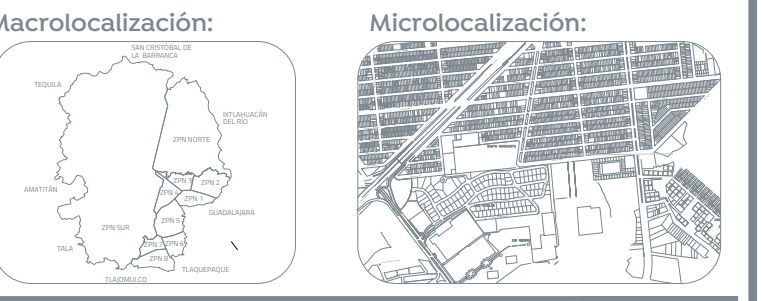 Macrolocalización:
Microlocalización:
SAN CRISTÓBAL DE
LA BARRANCA
TEQUILA
IXTLAHUACÁN
DEL RÍO
ZPN NORTE
ZPN 3
ZPN 2
ZPN 4
ZPN 1
AMATITÁN
GUADALAJARA
ZPN 5
ZPN SUR
ZPN 7
ZPN 6
TALA
ZPN 8
TLAQUEPAQUE
TLAJOMULCO